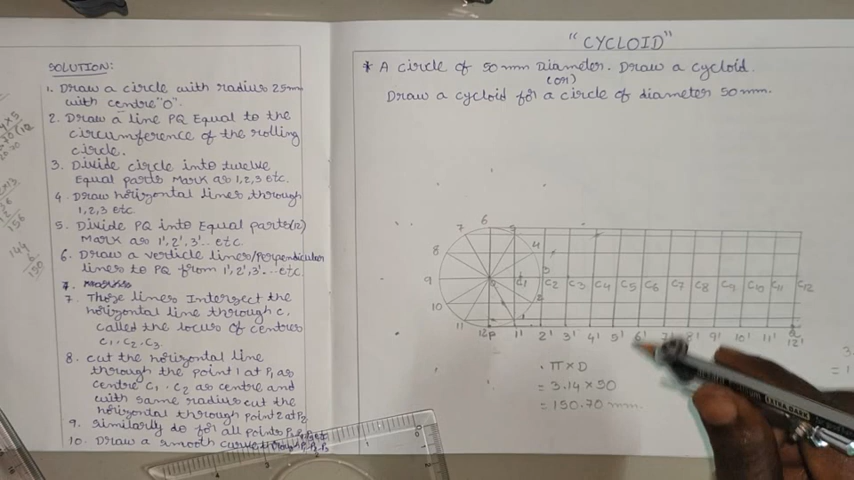 SOLUTION:
1. Draw a circle with radius 25mm
with centre "O".
2. Draw a line PQ Equal to the
circumference of the rolling
circle.
3. Divide circle into twelve
Equal parts Mark as 1,2,3 etc.
4. Draw horizontal lines through
1,2,3 etc
5. Divide PQ into Equal parts(12)
Mark as 1',2',3'.. etc
6. Draw a verticle lines/Perpendicular
lines to PQ from 1',2',3'...etc
7. These lines Intersect the
horizontal line through c,
called the locus of centres
C1, C2, C3.
8. cut the horizontal line
through the point 1 at P1 as
centre C1 . C2 as centre and
with same radius cut the
horizontal through point 2 at P2
9. Similarly do for all points
10. Draw a smooth curve
"CYCLOID"
* A circle of 50mm Diameter. Draw a cycloid
(or)
Draw a cycloid for a circle of diameter 50mm.
6
7 5
8 4
9 3
10 2
11 1
O C1 C2 C3 C4 C5 C6 C7 C8 C9 C10 C11 C12
12 P 1' 2' 3' 4' 5' 6' 7' 8' 9' 10' 11' 12'
Q
π×D
= 3.14 × 50
= 150.70 mm.